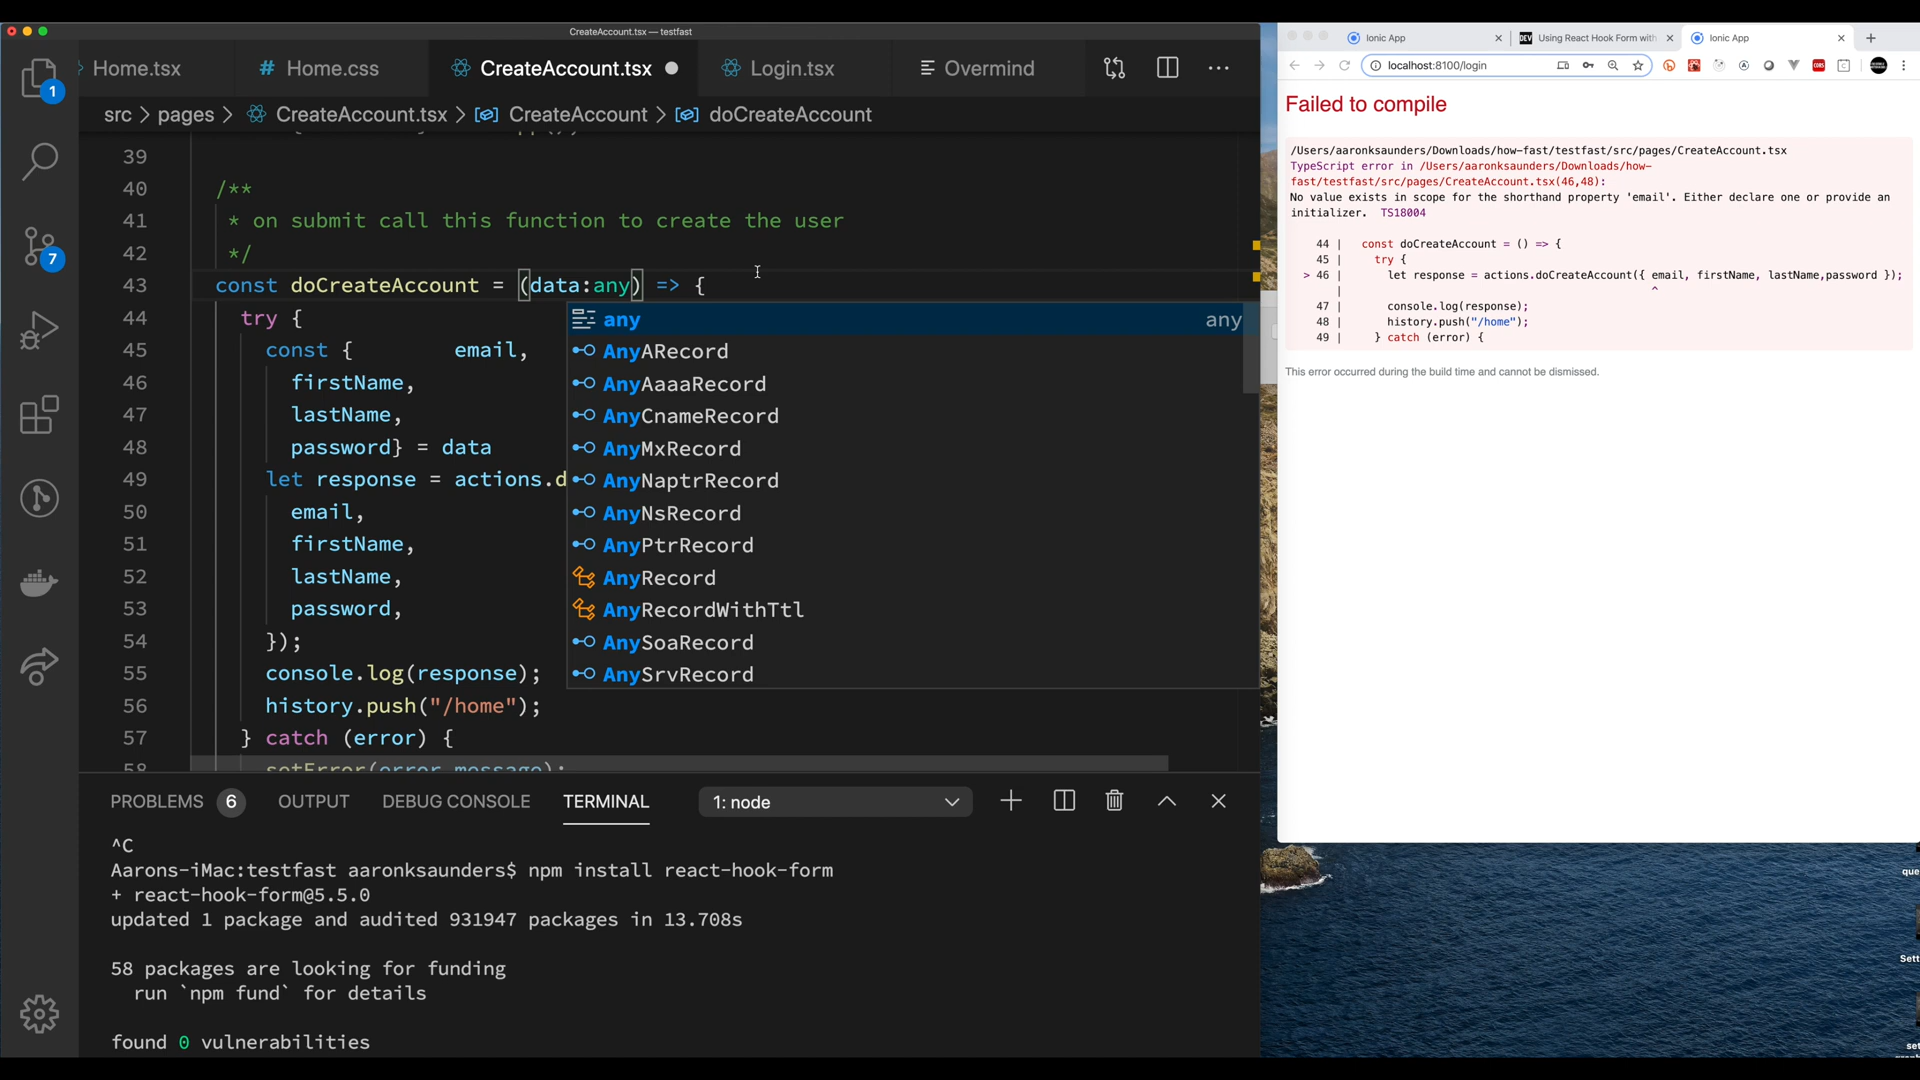 CreateAccount.tsx — testfast
Home.tsx
# Home.css
CreateAccount.tsx
Login.tsx
Overmind
1
src > pages > CreateAccount.tsx > CreateAccount > doCreateAccount
39
40 /**
41 * on submit call this function to create the user
42 */
43 const doCreateAccount = (data:any) => {
44 try {
45 const { email,
46 firstName,
47 lastName,
48 password} = data
49 let response = actions.d
50 email,
51 firstName,
52 lastName,
53 password,
54 });
55 console.log(response);
56 history.push("/home");
57 } catch (error) {
58 setError(error.message);
any any
AnyARecord
AnyAaaaRecord
AnyCnameRecord
AnyMxRecord
AnyNaptrRecord
AnyNsRecord
AnyPtrRecord
AnyRecord
AnyRecordWithTtl
AnySoaRecord
AnySrvRecord
7
PROBLEMS 6 OUTPUT DEBUG CONSOLE TERMINAL 1: node
^C
Aarons-iMac:testfast aaronksaunders$ npm install react-hook-form
+ react-hook-form@5.5.0
updated 1 package and audited 931947 packages in 13.708s
58 packages are looking for funding
run `npm fund` for details
found 0 vulnerabilities
Ionic App
DEV Using React Hook Form with
Ionic App
localhost:8100/login
CORS
Failed to compile
/Users/aaronksaunders/Downloads/how-fast/testfast/src/pages/CreateAccount.tsx
TypeScript error in /Users/aaronksaunders/Downloads/how-
fast/testfast/src/pages/CreateAccount.tsx(46,48):
No value exists in scope for the shorthand property 'email'. Either declare one or provide an
initializer. TS18004
44 | const doCreateAccount = () => {
45 | try {
> 46 | let response = actions.doCreateAccount({ email, firstName, lastName,password });
| ^
47 | console.log(response);
48 | history.push("/home");
49 | } catch (error) {
This error occurred during the build time and cannot be dismissed.
que
Sett
set